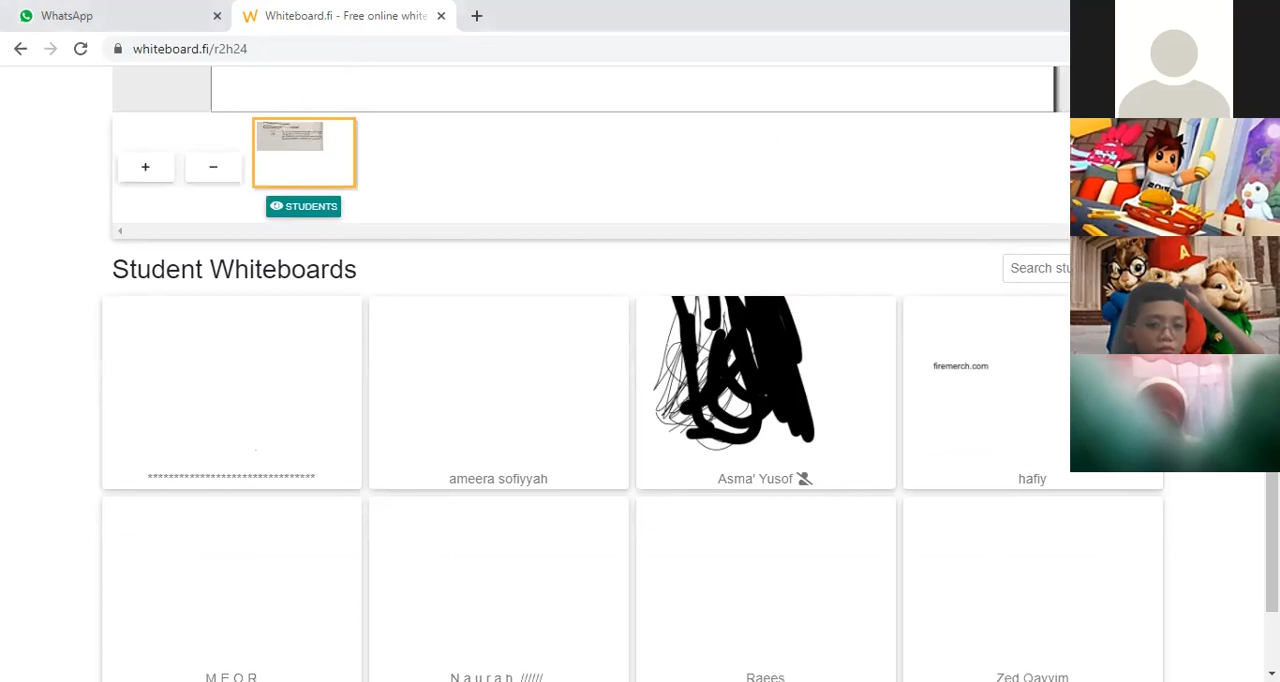 WhatsApp
Whiteboard.fi - Free online white
whiteboard.fi/r2h24
+
-
STUDENTS
Student Whiteboards
Search stu
*********************************
ameera sofiyyah
Asma' Yusof
firemerch.com
hafiy
M E O R
N a u r a h //////
Raees
Zed Qayyim
A